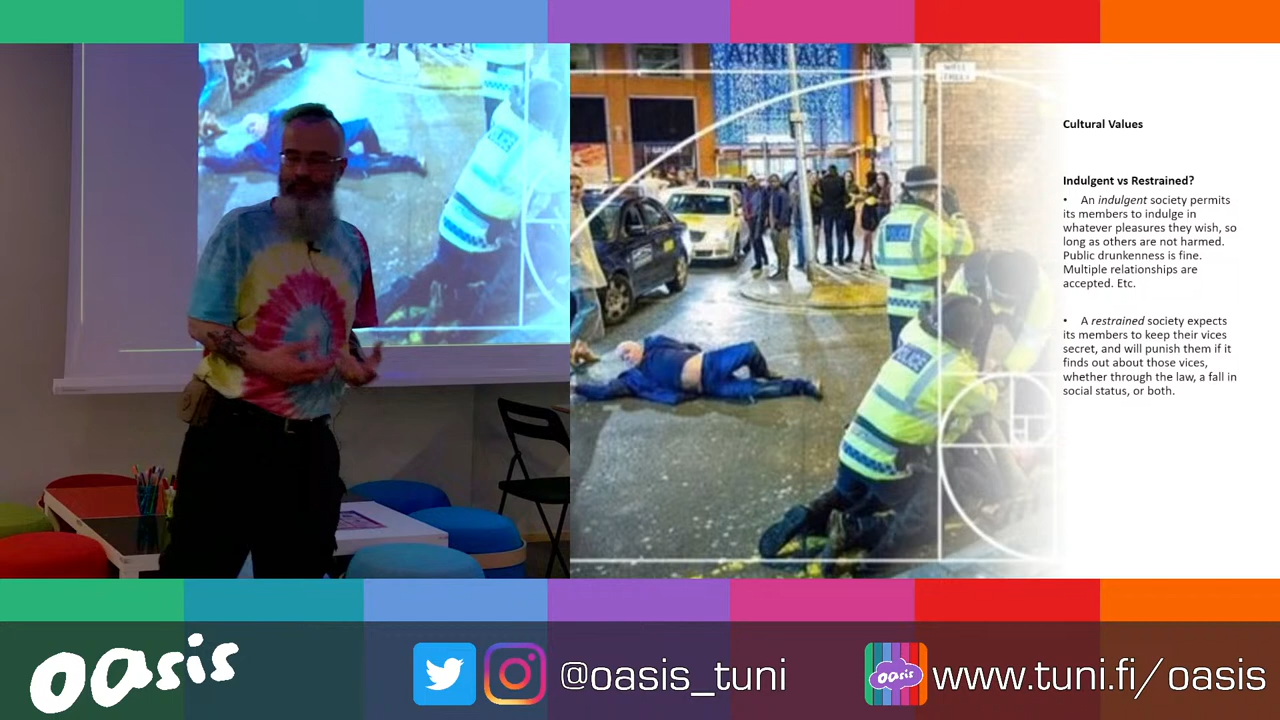 ARNDALE
WELL
STREET
POLICE
POLICE
Cultural Values
Indulgent vs Restrained?
• An indulgent society permits
its members to indulge in
whatever pleasures they wish, so
long as others are not harmed.
Public drunkenness is fine.
Multiple relationships are
accepted. Etc.
• A restrained society expects
its members to keep their vices
secret, and will punish them if it
finds out about those vices,
whether through the law, a fall in
social status, or both.
oasis
@oasis_tuni
oasis
www.tuni.fi/oasis